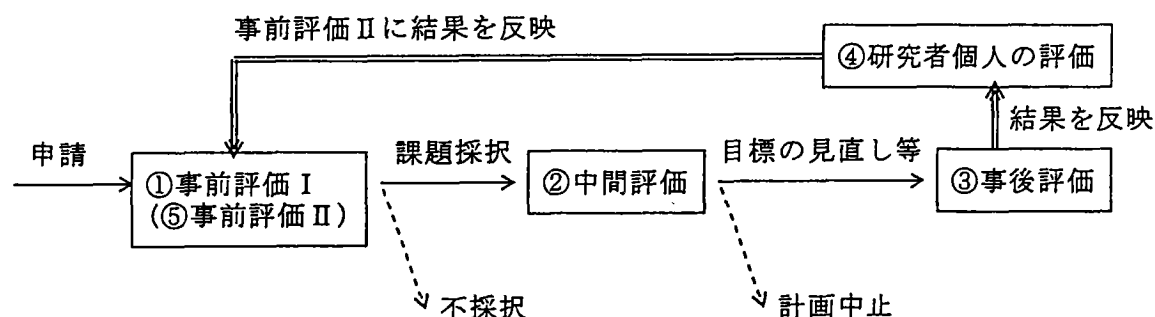 事前評価Ⅱに結果を反映
④研究者個人の評価
結果を反映
申請
課題採択
目標の見直し等
①事前評価Ⅰ
(⑤事前評価Ⅱ)
②中間評価
③事後評価
不採択
計画中止